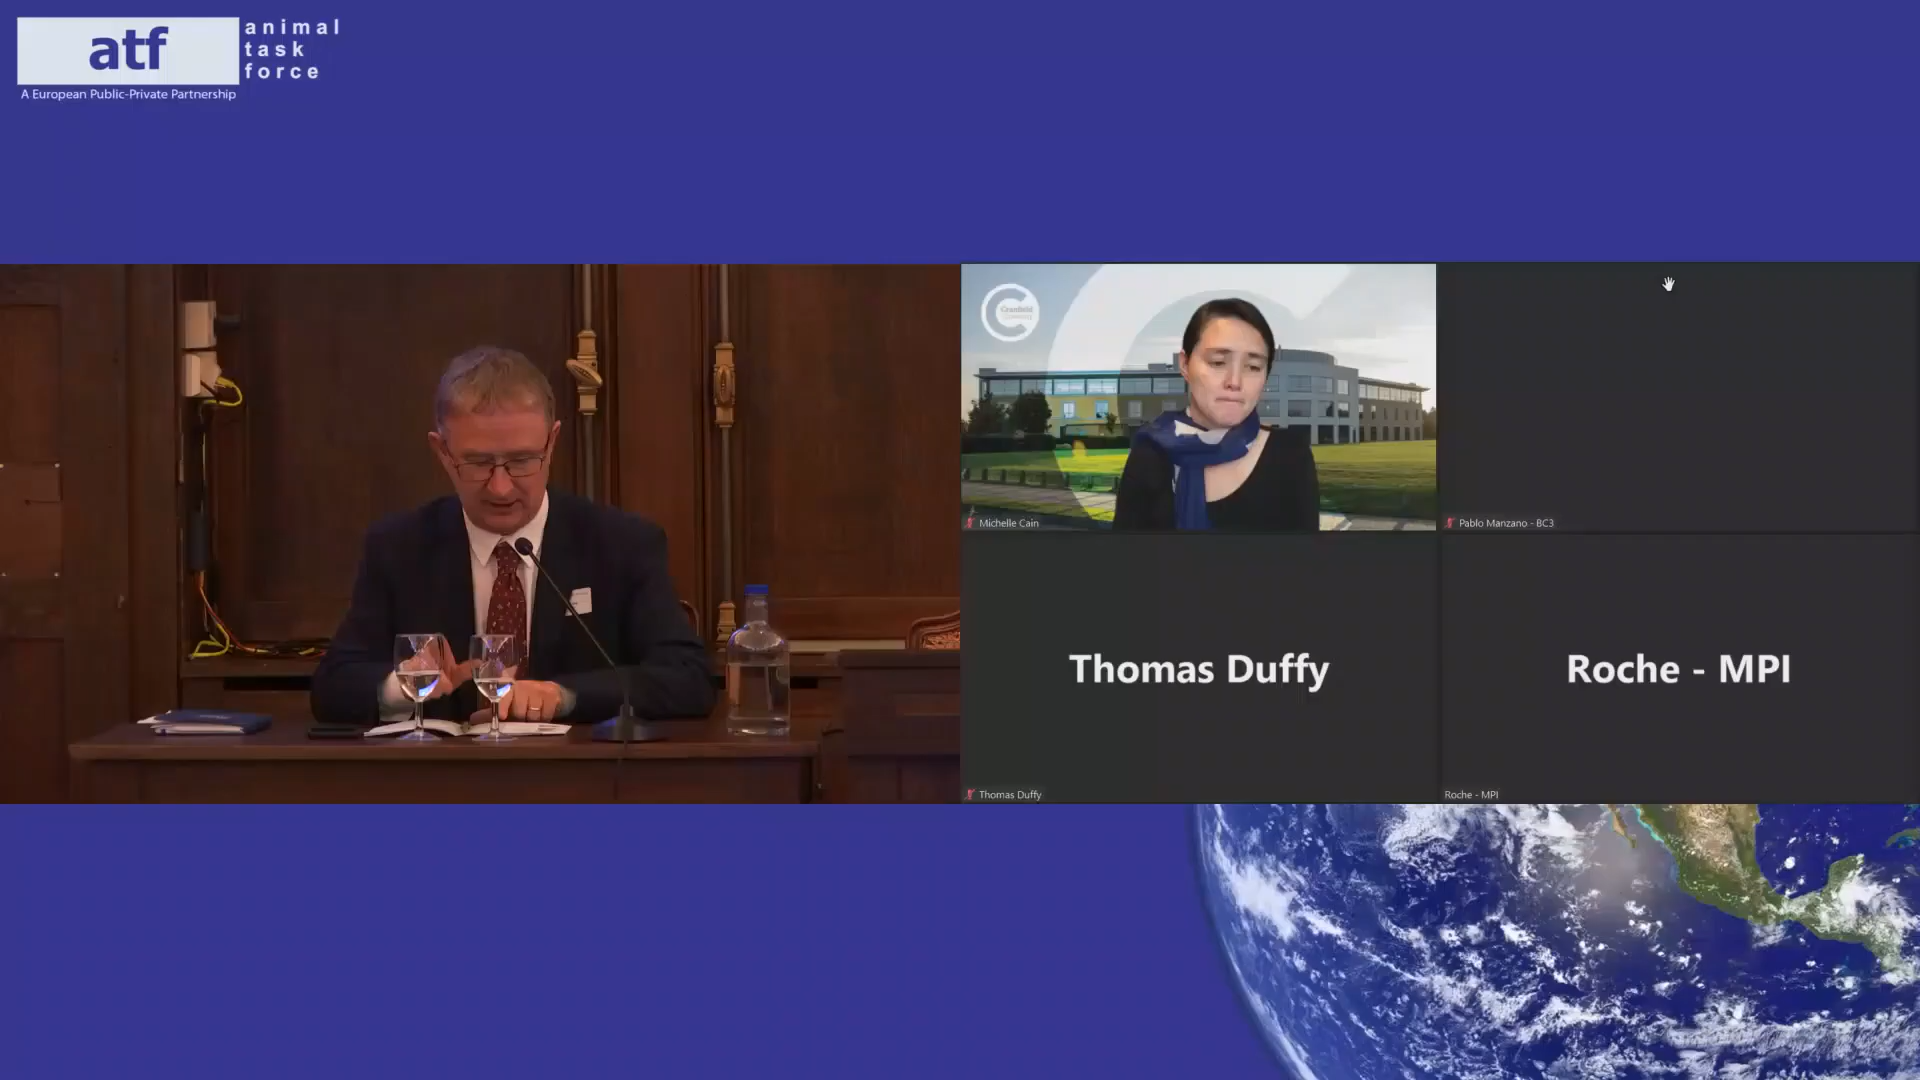 atf
animal
task
force
A European Public-Private Partnership
Cranfield
Michelle Cain
Pablo Manzano - BC3
Thomas Duffy
Roche - MPI
Thomas Duffy
Roche - MPI